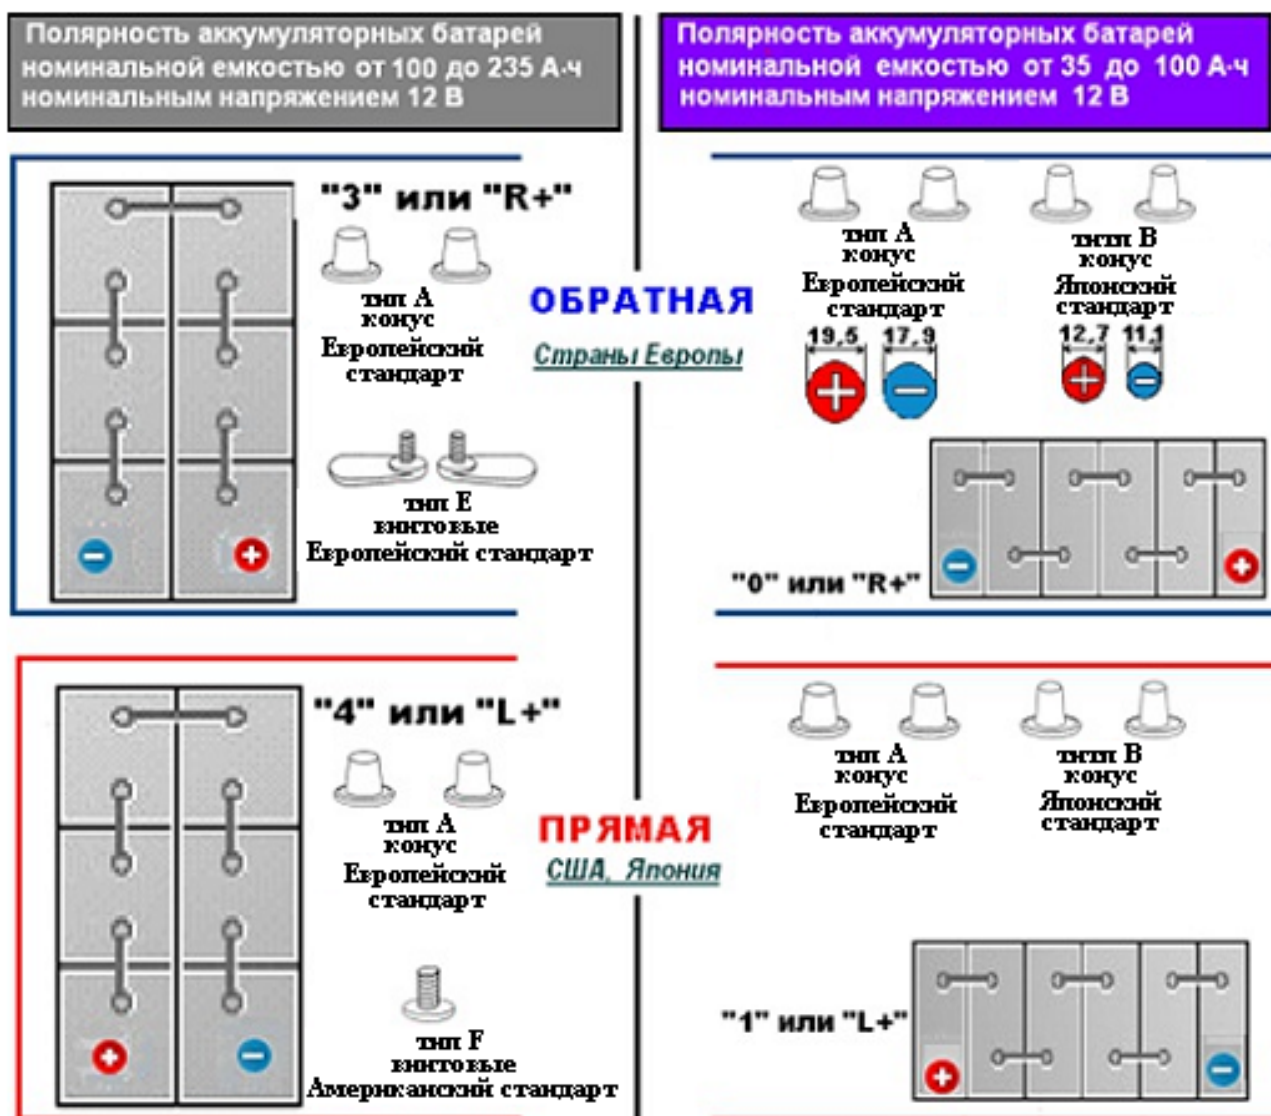 Полярность аккумуляторных батарей
номинальной емкостью от 100 до 235 А·ч
номинальным напряжением 12 В
Полярность аккумуляторных батарей
номинальной емкостью от 35 до 100 А·ч
номинальным напряжением 12 В
"3" или "R+"
тип А
конус
Европейский
стандарт
тип Е
винтовые
Европейский стандарт
ОБРАТНАЯ
Страны Европы
тип А
конус
Европейский
стандарт
титп В
конус
Японский
стандарт
19,5 17,9
12,7 11,1
"0" или "R+"
"4" или "L+"
тип А
конус
Европейский
стандарт
тип F
винтовые
Американский стандарт
ПРЯМАЯ
США, Япония
тип А
конус
Европейский
стандарт
титп В
конус
Японский
стандарт
"1" или "L+"